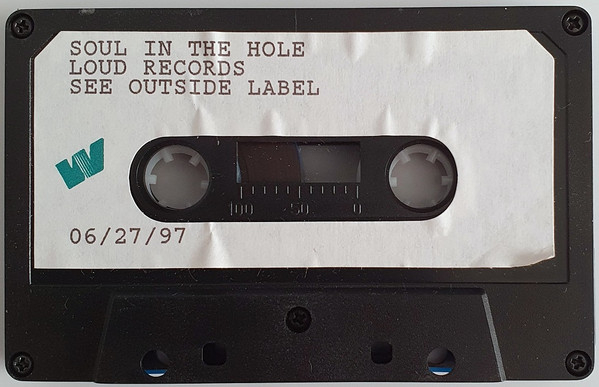 SOUL IN THE HOLE
LOUD RECORDS
SEE OUTSIDE LABEL
W
100 50 0
06/27/97